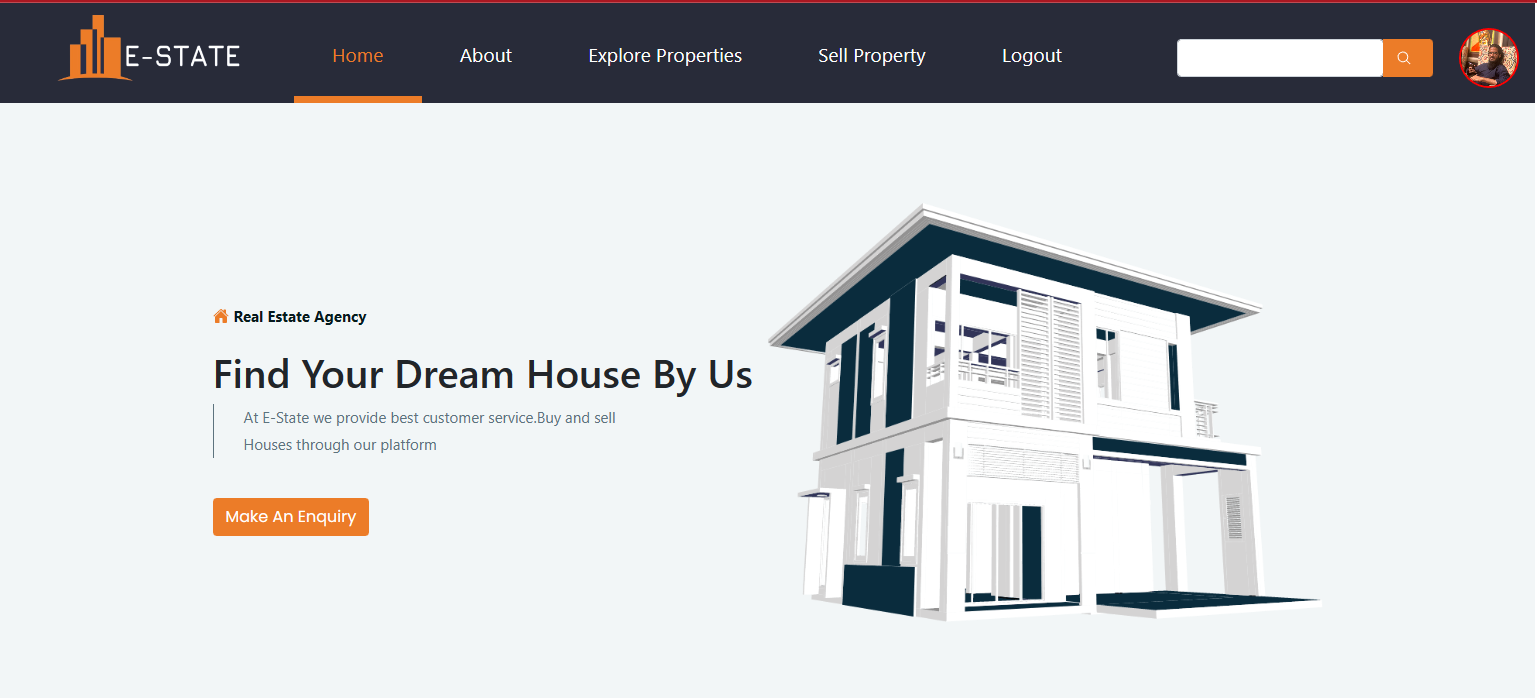 E-STATE
Home
About
Explore Properties
Sell Property
Logout
Real Estate Agency
Find Your Dream House By Us
At E-State we provide best customer service.Buy and sell
Houses through our platform
Make An Enquiry